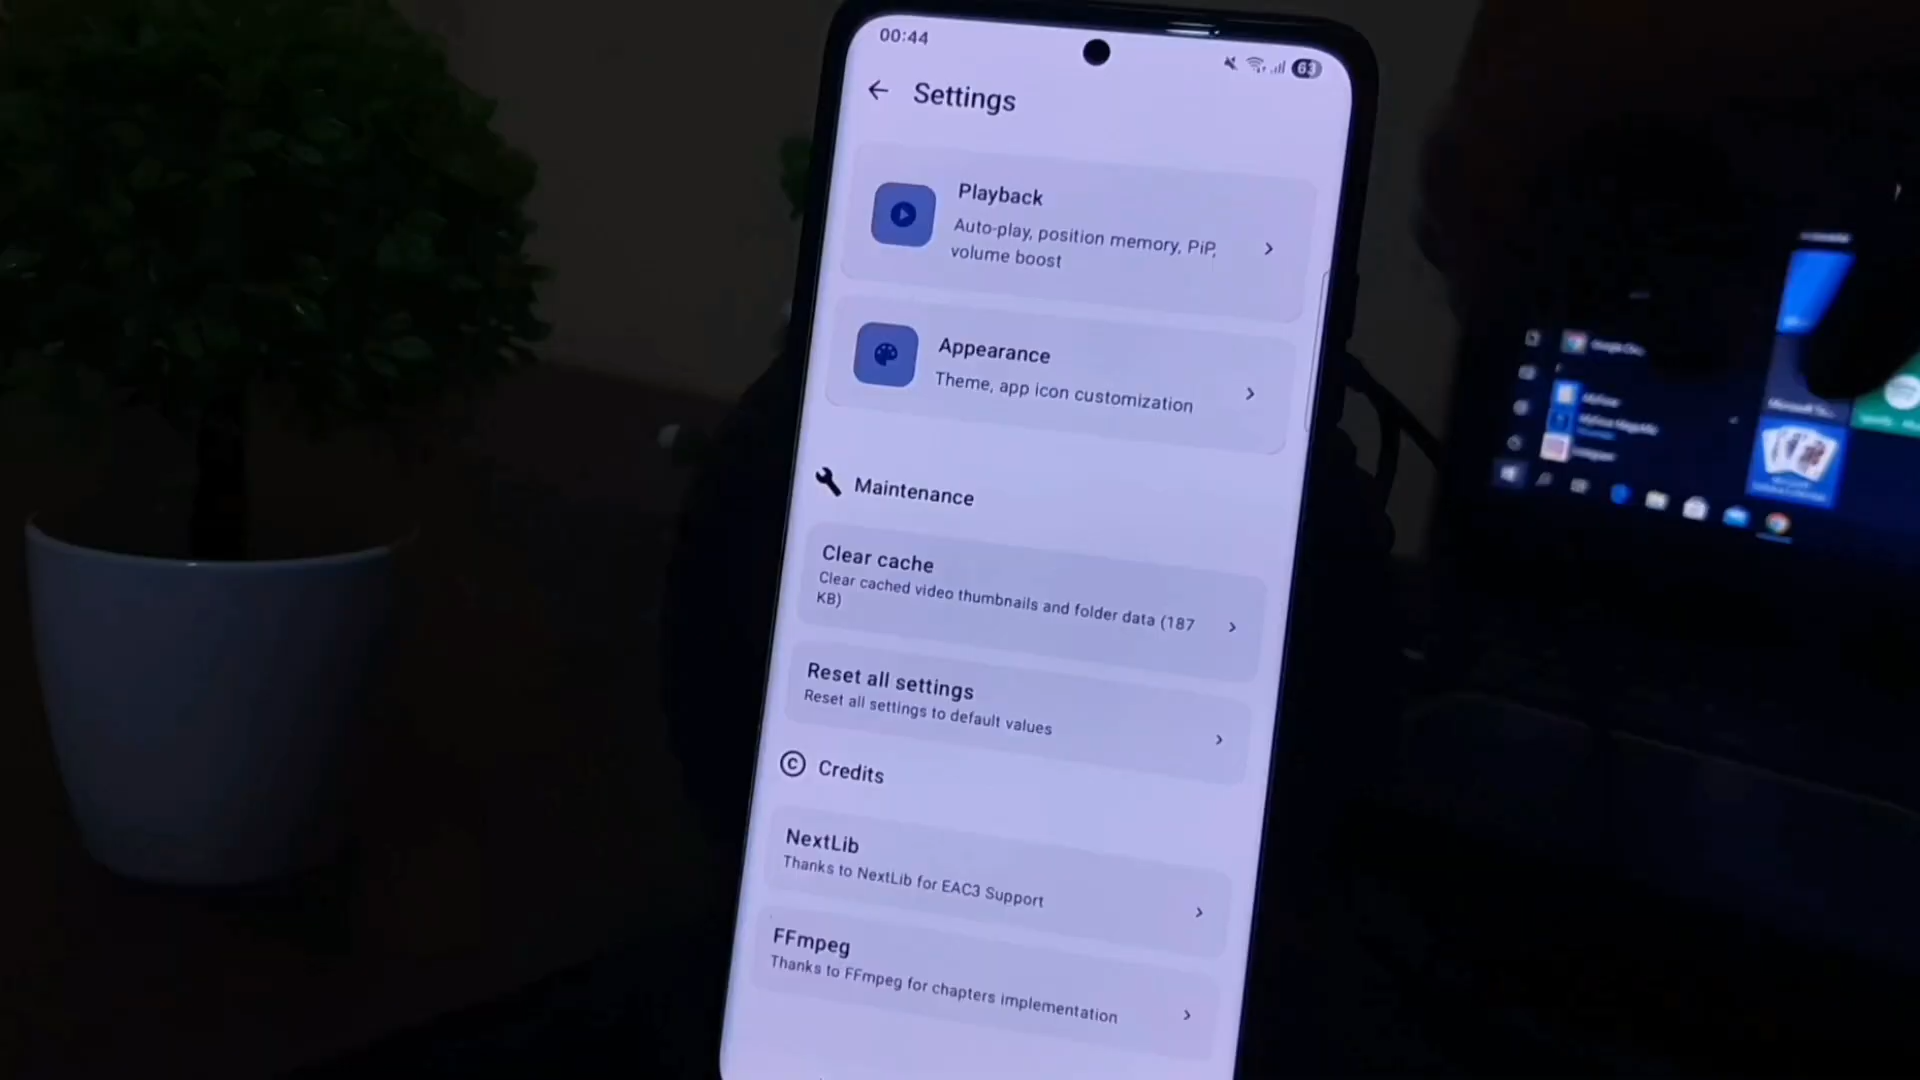 00:44
63
Settings
Playback
Auto-play, position memory, PiP,
volume boost
Appearance
Theme, app icon customization
Maintenance
Clear cache
Clear cached video thumbnails and folder data (187
KB)
Reset all settings
Reset all settings to default values
Credits
NextLib
Thanks to NextLib for EAC3 Support
FFmpeg
Thanks to FFmpeg for chapters implementation